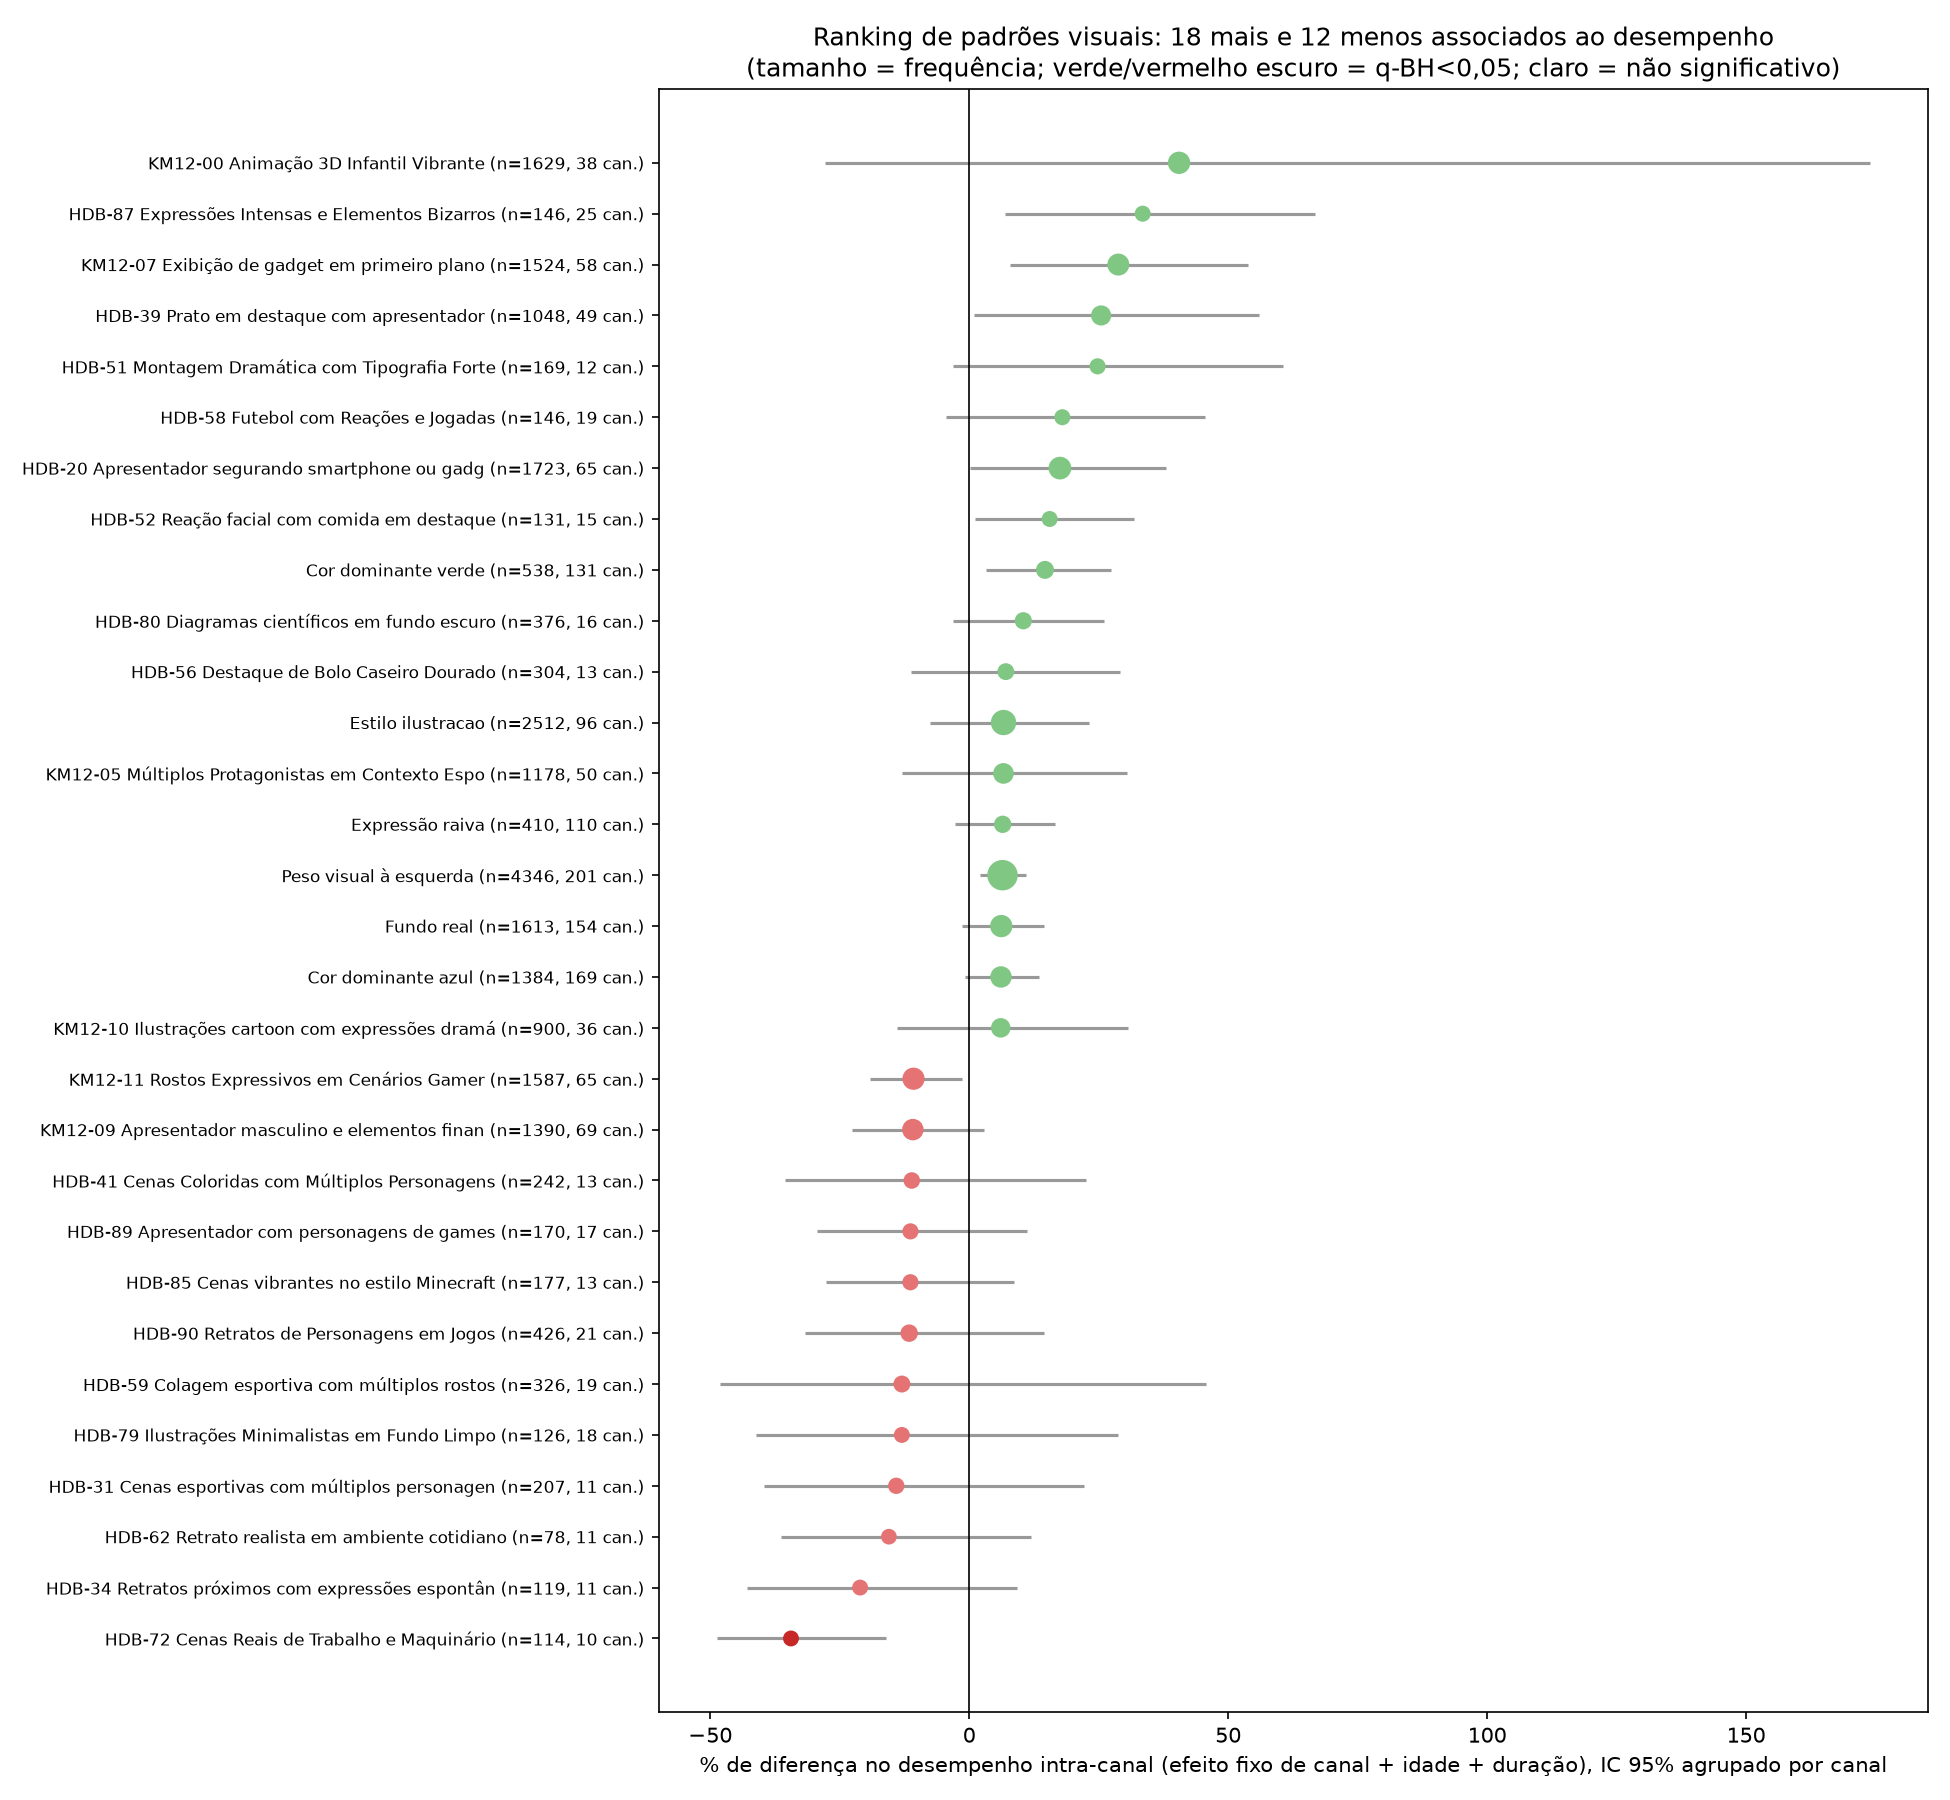 Ranking de padrões visuais: 18 mais e 12 menos associados ao desempenho
(tamanho = frequência; verde/vermelho escuro = q-BH<0,05; claro = não significativo)
KM12-00 Animação 3D Infantil Vibrante (n=1629, 38 can.)
HDB-87 Expressões Intensas e Elementos Bizarros (n=146, 25 can.)
KM12-07 Exibição de gadget em primeiro plano (n=1524, 58 can.)
HDB-39 Prato em destaque com apresentador (n=1048, 49 can.)
HDB-51 Montagem Dramática com Tipografia Forte (n=169, 12 can.)
HDB-58 Futebol com Reações e Jogadas (n=146, 19 can.)
HDB-20 Apresentador segurando smartphone ou gadg (n=1723, 65 can.)
HDB-52 Reação facial com comida em destaque (n=131, 15 can.)
Cor dominante verde (n=538, 131 can.)
HDB-80 Diagramas científicos em fundo escuro (n=376, 16 can.)
HDB-56 Destaque de Bolo Caseiro Dourado (n=304, 13 can.)
Estilo ilustracao (n=2512, 96 can.)
KM12-05 Múltiplos Protagonistas em Contexto Espo (n=1178, 50 can.)
Expressão raiva (n=410, 110 can.)
Peso visual à esquerda (n=4346, 201 can.)
Fundo real (n=1613, 154 can.)
Cor dominante azul (n=1384, 169 can.)
KM12-10 Ilustrações cartoon com expressões dramá (n=900, 36 can.)
KM12-11 Rostos Expressivos em Cenários Gamer (n=1587, 65 can.)
KM12-09 Apresentador masculino e elementos finan (n=1390, 69 can.)
HDB-41 Cenas Coloridas com Múltiplos Personagens (n=242, 13 can.)
HDB-89 Apresentador com personagens de games (n=170, 17 can.)
HDB-85 Cenas vibrantes no estilo Minecraft (n=177, 13 can.)
HDB-90 Retratos de Personagens em Jogos (n=426, 21 can.)
HDB-59 Colagem esportiva com múltiplos rostos (n=326, 19 can.)
HDB-79 Ilustrações Minimalistas em Fundo Limpo (n=126, 18 can.)
HDB-31 Cenas esportivas com múltiplos personagen (n=207, 11 can.)
HDB-62 Retrato realista em ambiente cotidiano (n=78, 11 can.)
HDB-34 Retratos próximos com expressões espontân (n=119, 11 can.)
HDB-72 Cenas Reais de Trabalho e Maquinário (n=114, 10 can.)
−50 0 50 100 150
% de diferença no desempenho intra-canal (efeito fixo de canal + idade + duração), IC 95% agrupado por canal